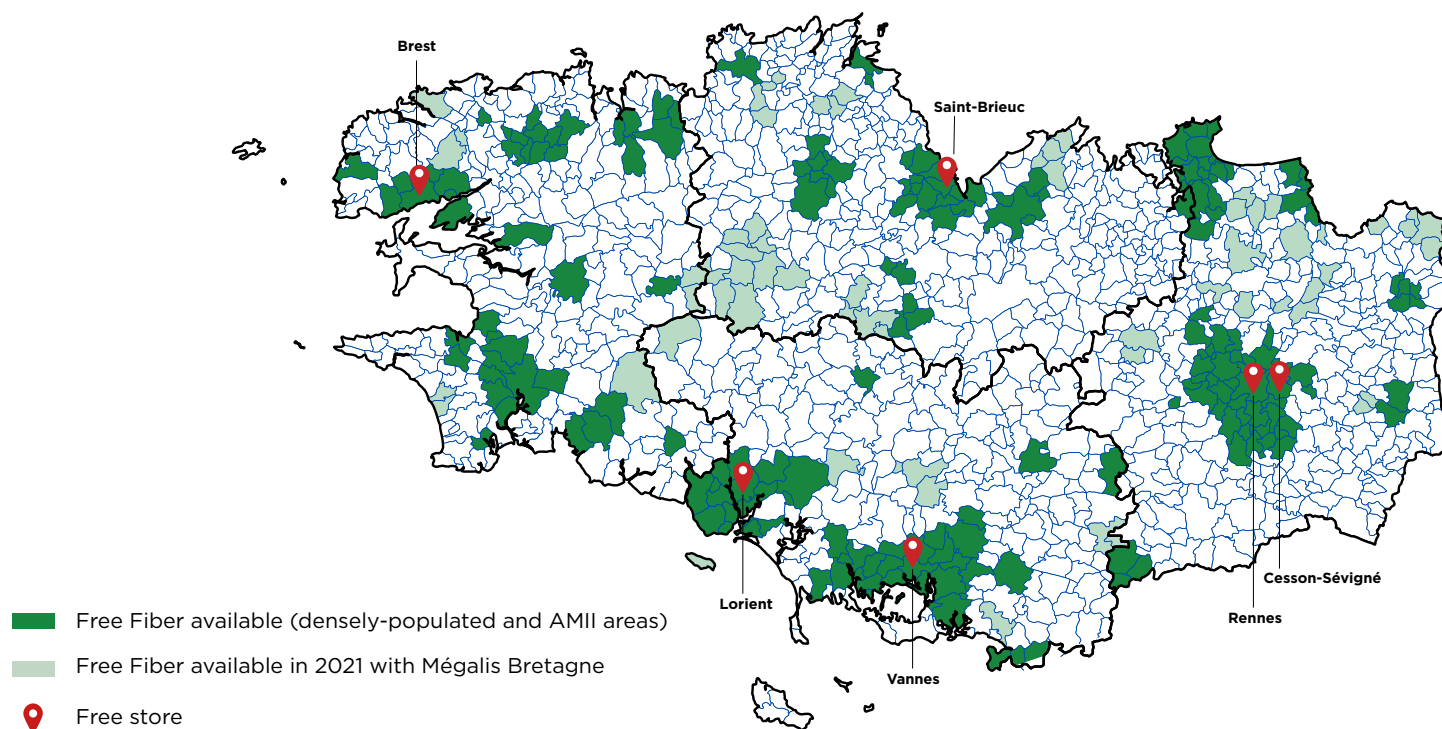 Brest
Saint-Brieuc
Cesson-Sévigné
Lorient
Rennes
Vannes
Free Fiber available (densely-populated and AMII areas)
Free Fiber available in 2021 with Mégalis Bretagne
Free store